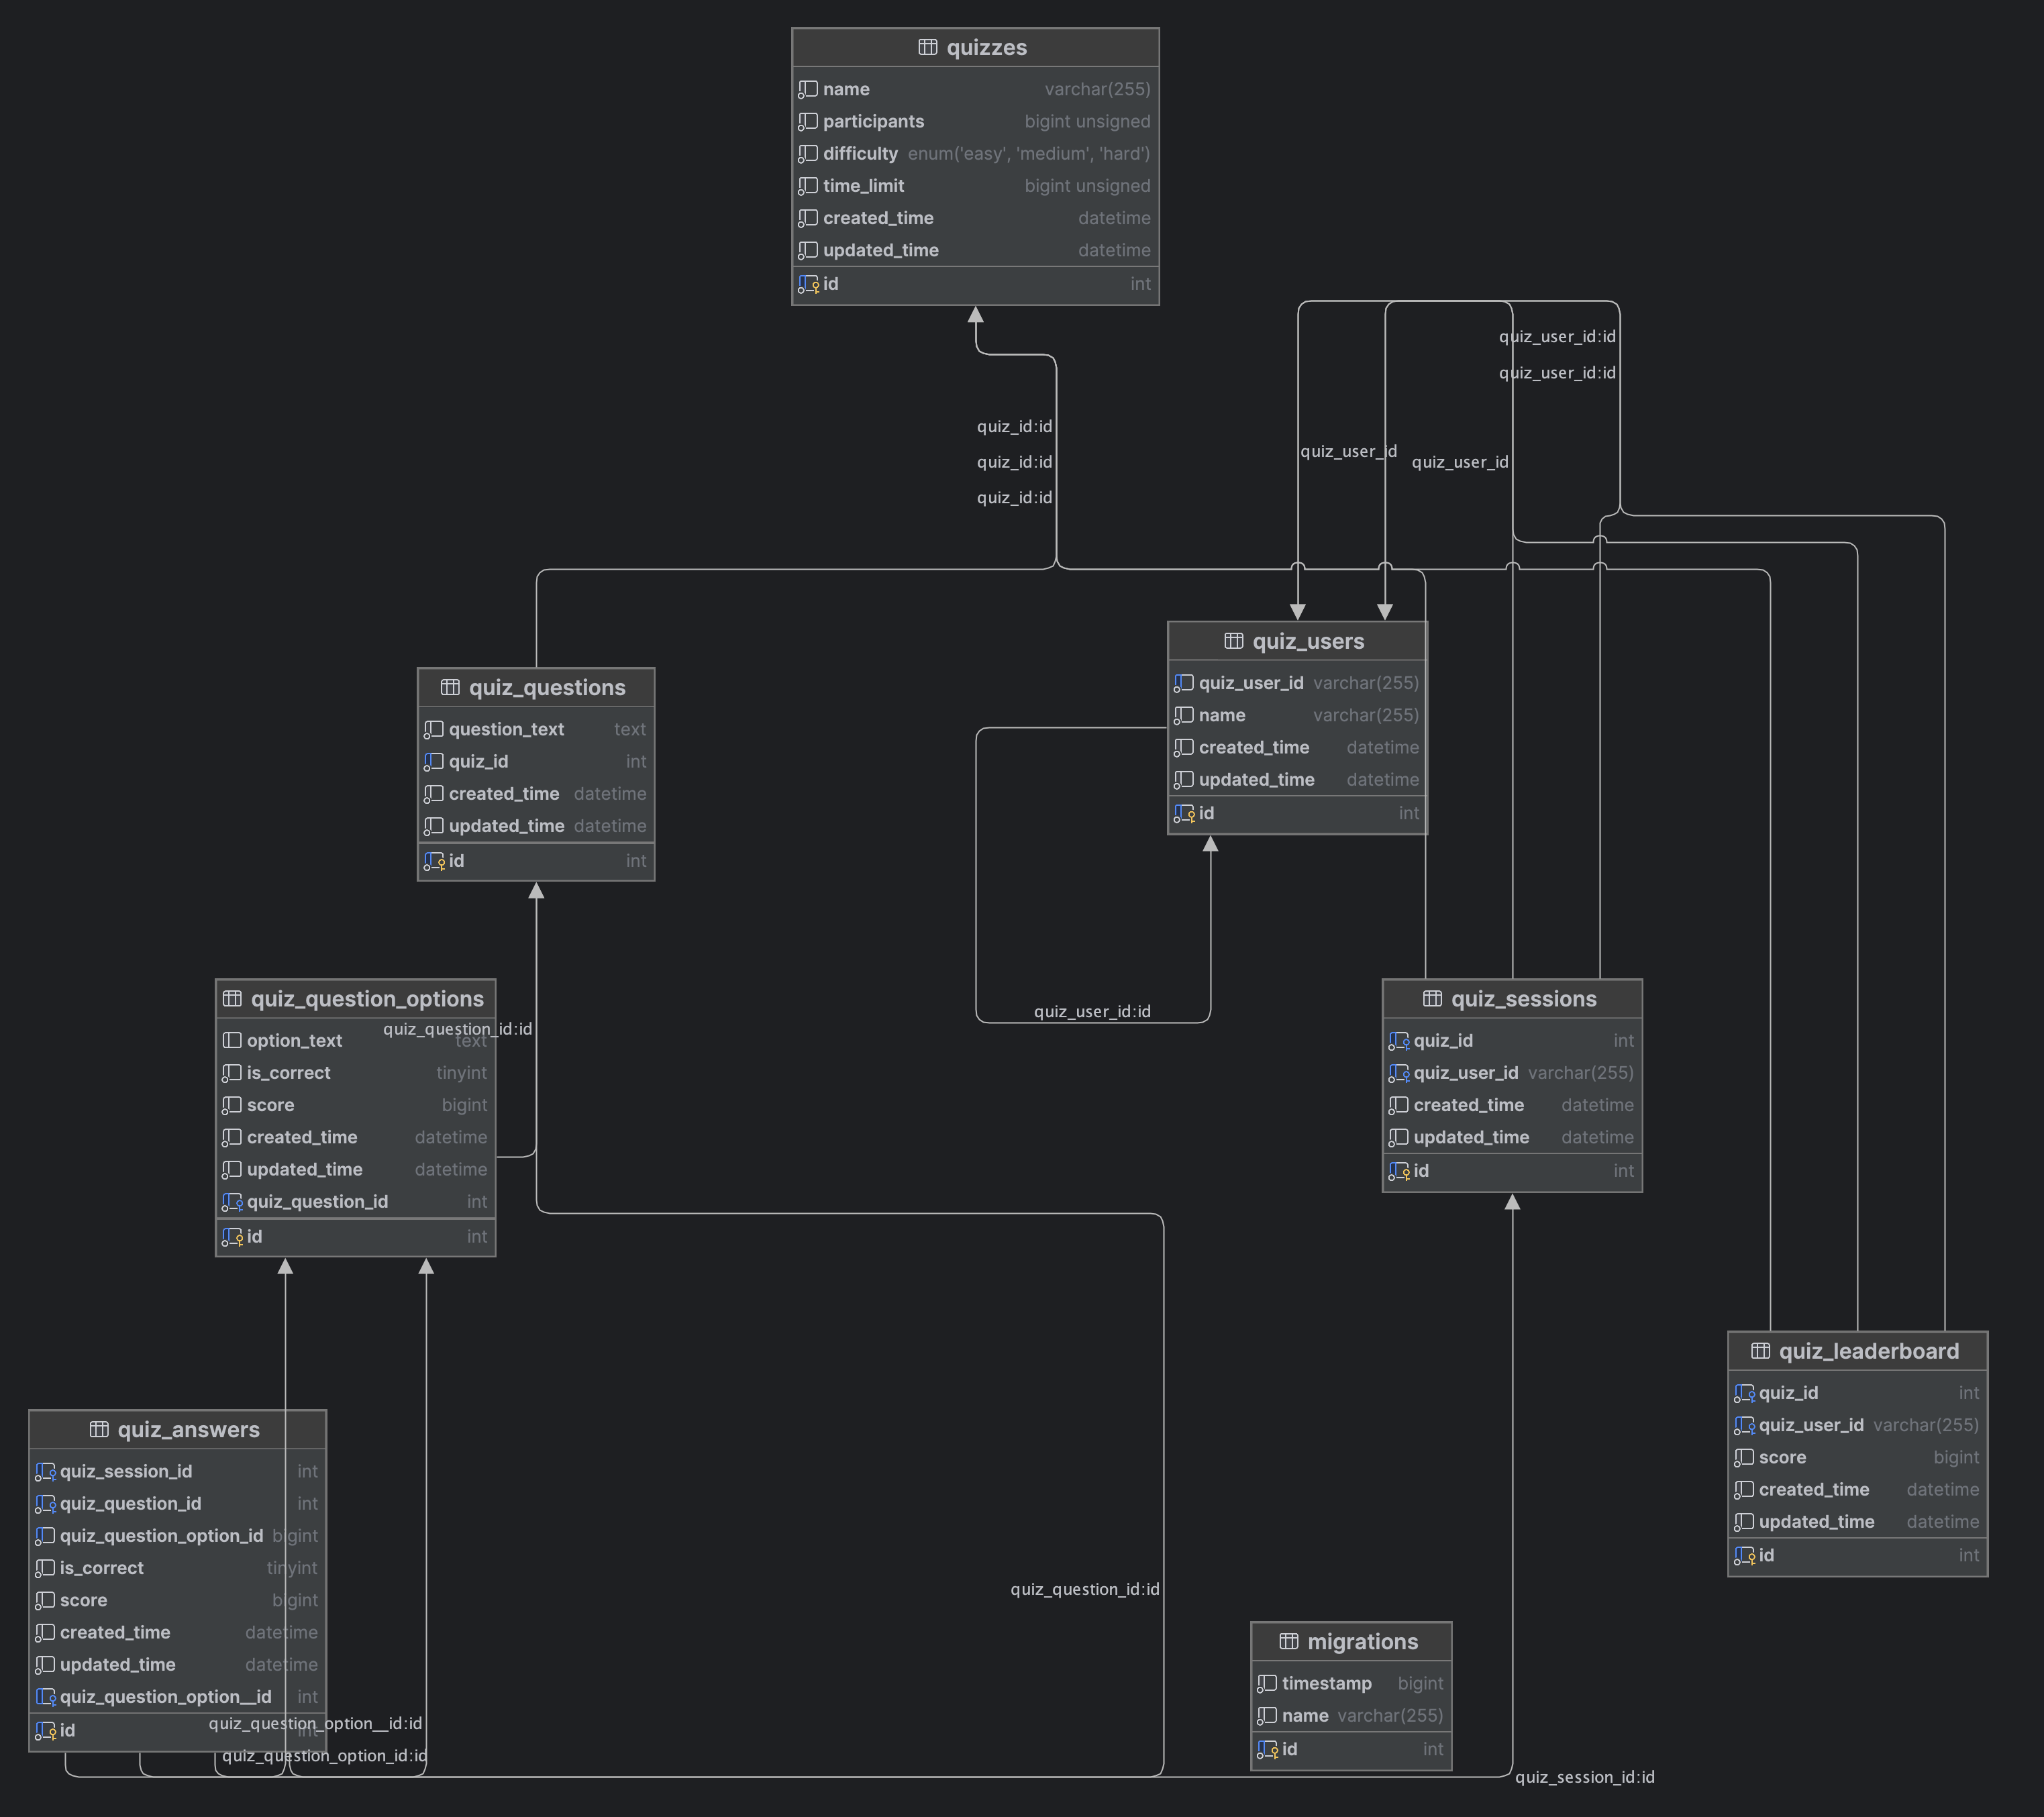 quizzes
name varchar(255)
participants bigint unsigned
difficulty enum('easy', 'medium', 'hard')
time_limit bigint unsigned
created_time datetime
updated_time datetime
id int
quiz_user_id:id
quiz_user_id:id
quiz_id:id
quiz_user_id
quiz_user_id
quiz_id:id
quiz_id:id
quiz_users
quiz_user_id varchar(255)
name varchar(255)
created_time datetime
updated_time datetime
id int
quiz_questions
question_text text
quiz_id int
created_time datetime
updated_time datetime
id int
quiz_user_id:id
quiz_question_options
quiz_question_id:id
option_text text
is_correct tinyint
score bigint
created_time datetime
updated_time datetime
quiz_question_id int
id int
quiz_sessions
quiz_id int
quiz_user_id varchar(255)
created_time datetime
updated_time datetime
id int
quiz_leaderboard
quiz_id int
quiz_user_id varchar(255)
score bigint
created_time datetime
updated_time datetime
id int
quiz_answers
quiz_session_id int
quiz_question_id int
quiz_question_option_id bigint
is_correct tinyint
score bigint
created_time datetime
updated_time datetime
quiz_question_option__id int
id int
quiz_question_option__id:id
quiz_question_option_id:id
quiz_question_id:id
migrations
timestamp bigint
name varchar(255)
id int
quiz_session_id:id